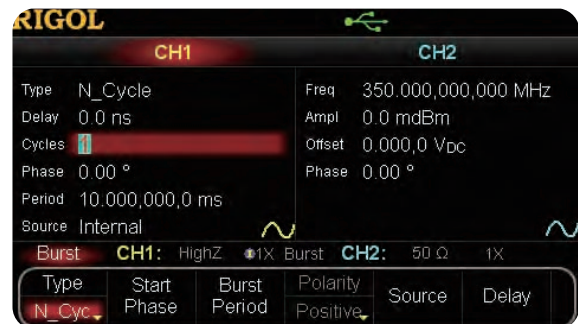 RIGOL
CH1 CH2
Type N_Cycle
Delay 0.0 ns
Cycles 1
Phase 0.00 °
Period 10.000,000,0 ms
Source Internal
Freq 350.000,000,000 MHz
Ampl 0.0 mdBm
Offset 0.000,0 VDC
Phase 0.00 °
Burst CH1: HighZ 1X Burst CH2: 50 Ω 1X
Type Start Phase Burst Period Polarity Source Delay
N_Cyc Positive